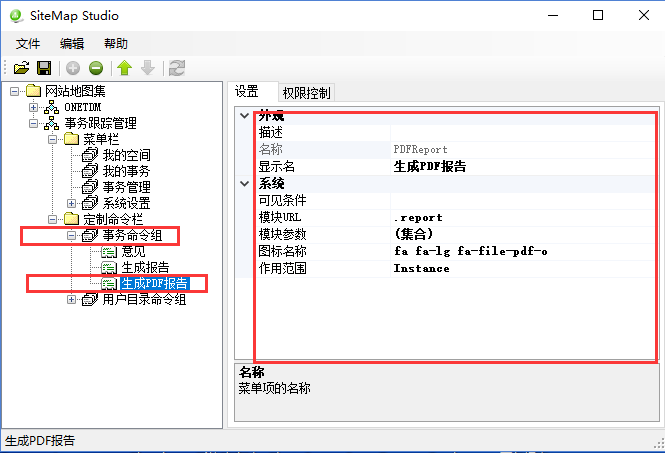 SiteMap Studio
文件 编辑 帮助
网站地图集
ONETDM
事务跟踪管理
菜单栏
我的空间
我的事务
事务管理
系统设置
定制命令栏
事务命令组
意见
生成报告
生成PDF报告
用户目录命令组
设置 权限控制
外观
描述
名称 PDFReport
显示名 生成PDF报告
系统
可见条件
模块URL .report
模块参数 (集合)
图标名称 fa fa-lg fa-file-pdf-o
作用范围 Instance
名称
菜单项的名称
生成PDF报告